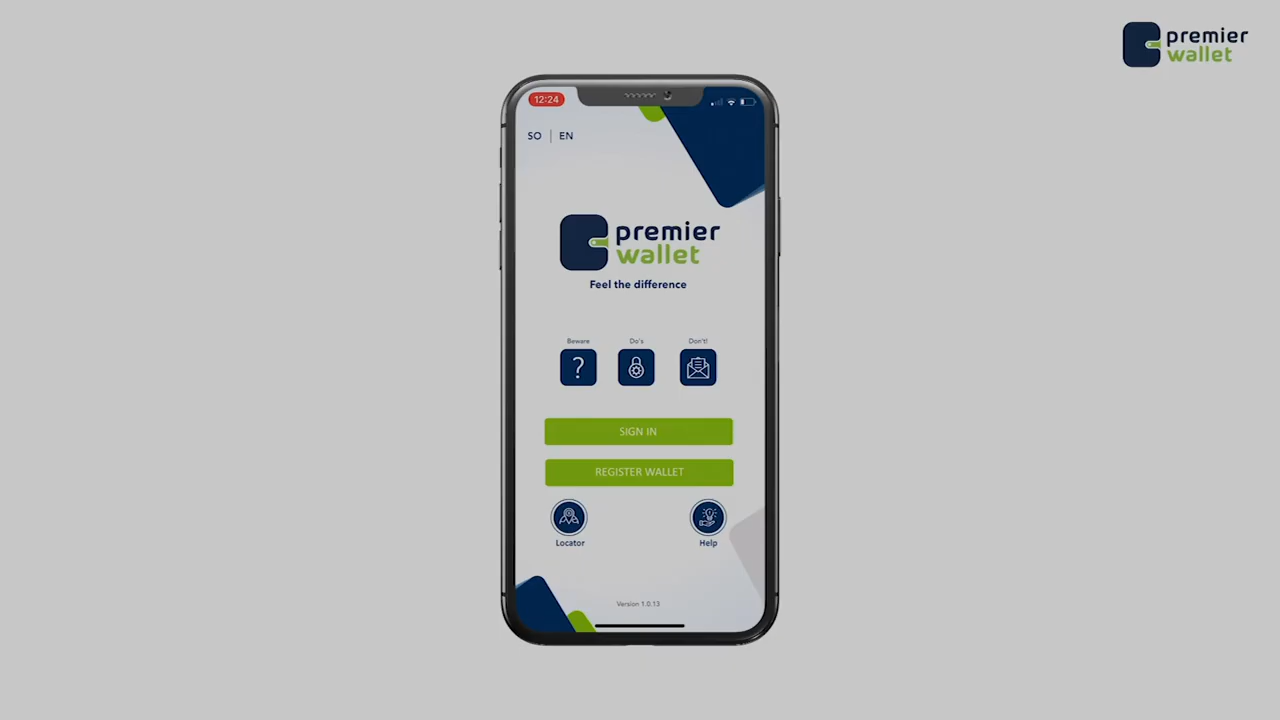 premier
wallet
12:24
SO | EN
premier
wallet
Feel the difference
Beware
Do's
Don't!
SIGN IN
REGISTER WALLET
Locator
Help
Version 1.0.13